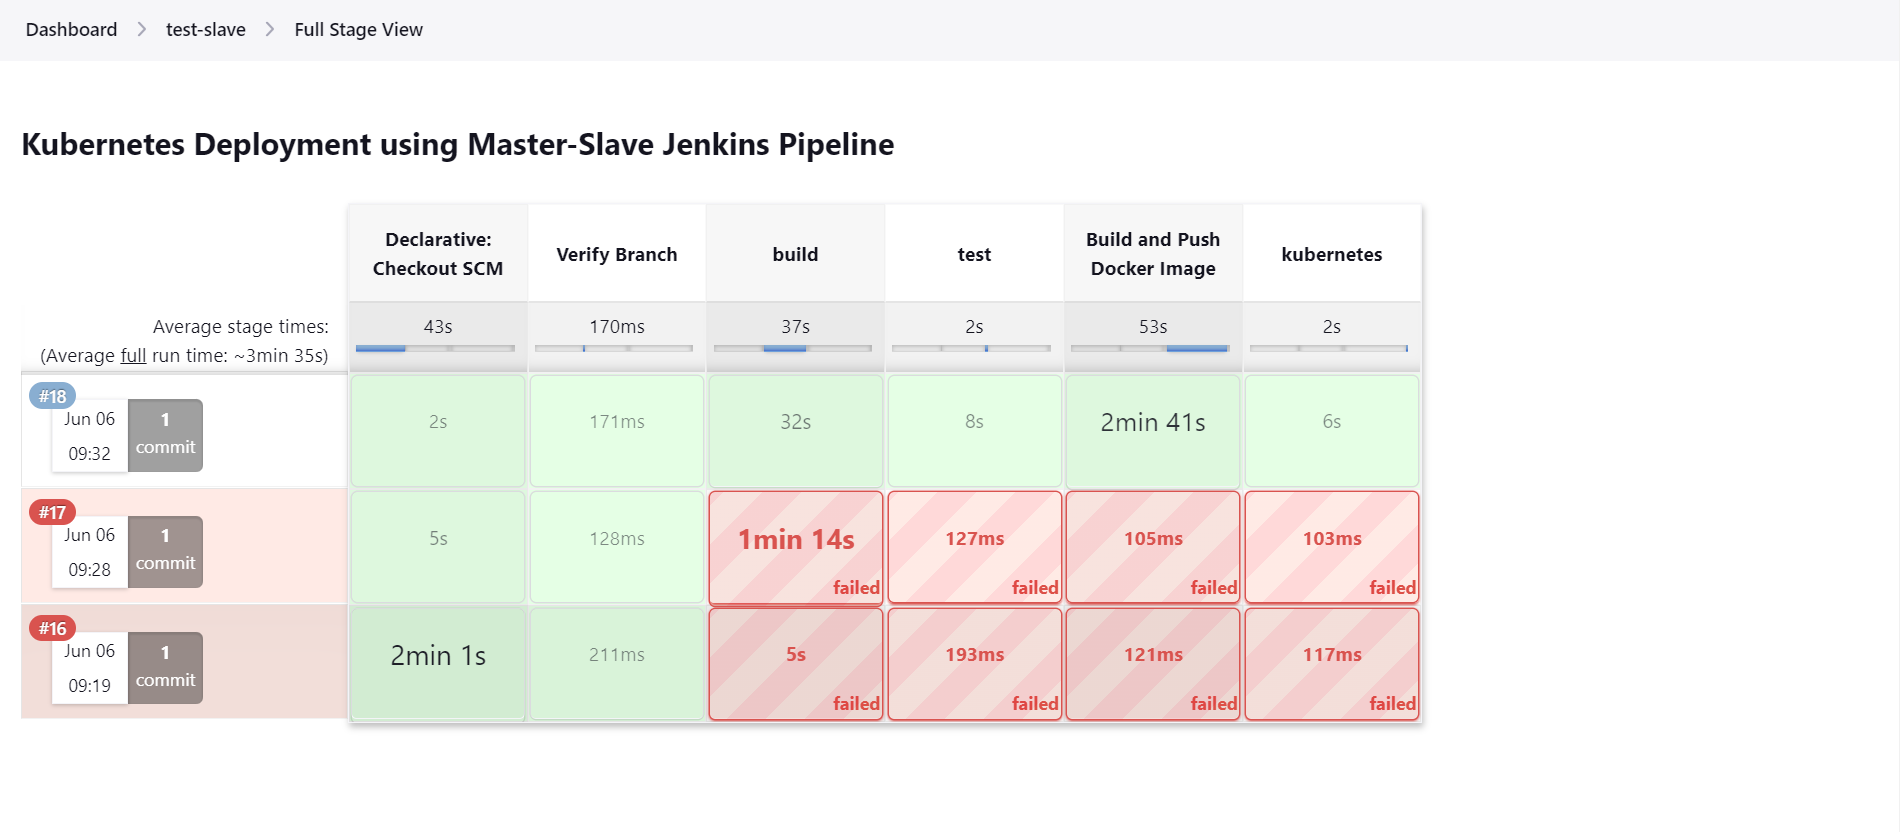 Dashboard > test-slave > Full Stage View
Kubernetes Deployment using Master-Slave Jenkins Pipeline
Declarative: Checkout SCM
Verify Branch
build
test
Build and Push Docker Image
kubernetes
Average stage times:
(Average full run time: ~3min 35s)
43s
170ms
37s
2s
53s
2s
#18
Jun 06
09:32
1
commit
2s
171ms
32s
8s
2min 41s
6s
#17
Jun 06
09:28
1
commit
5s
128ms
1min 14s
failed
127ms
failed
105ms
failed
103ms
failed
#16
Jun 06
09:19
1
commit
2min 1s
211ms
5s
failed
193ms
failed
121ms
failed
117ms
failed